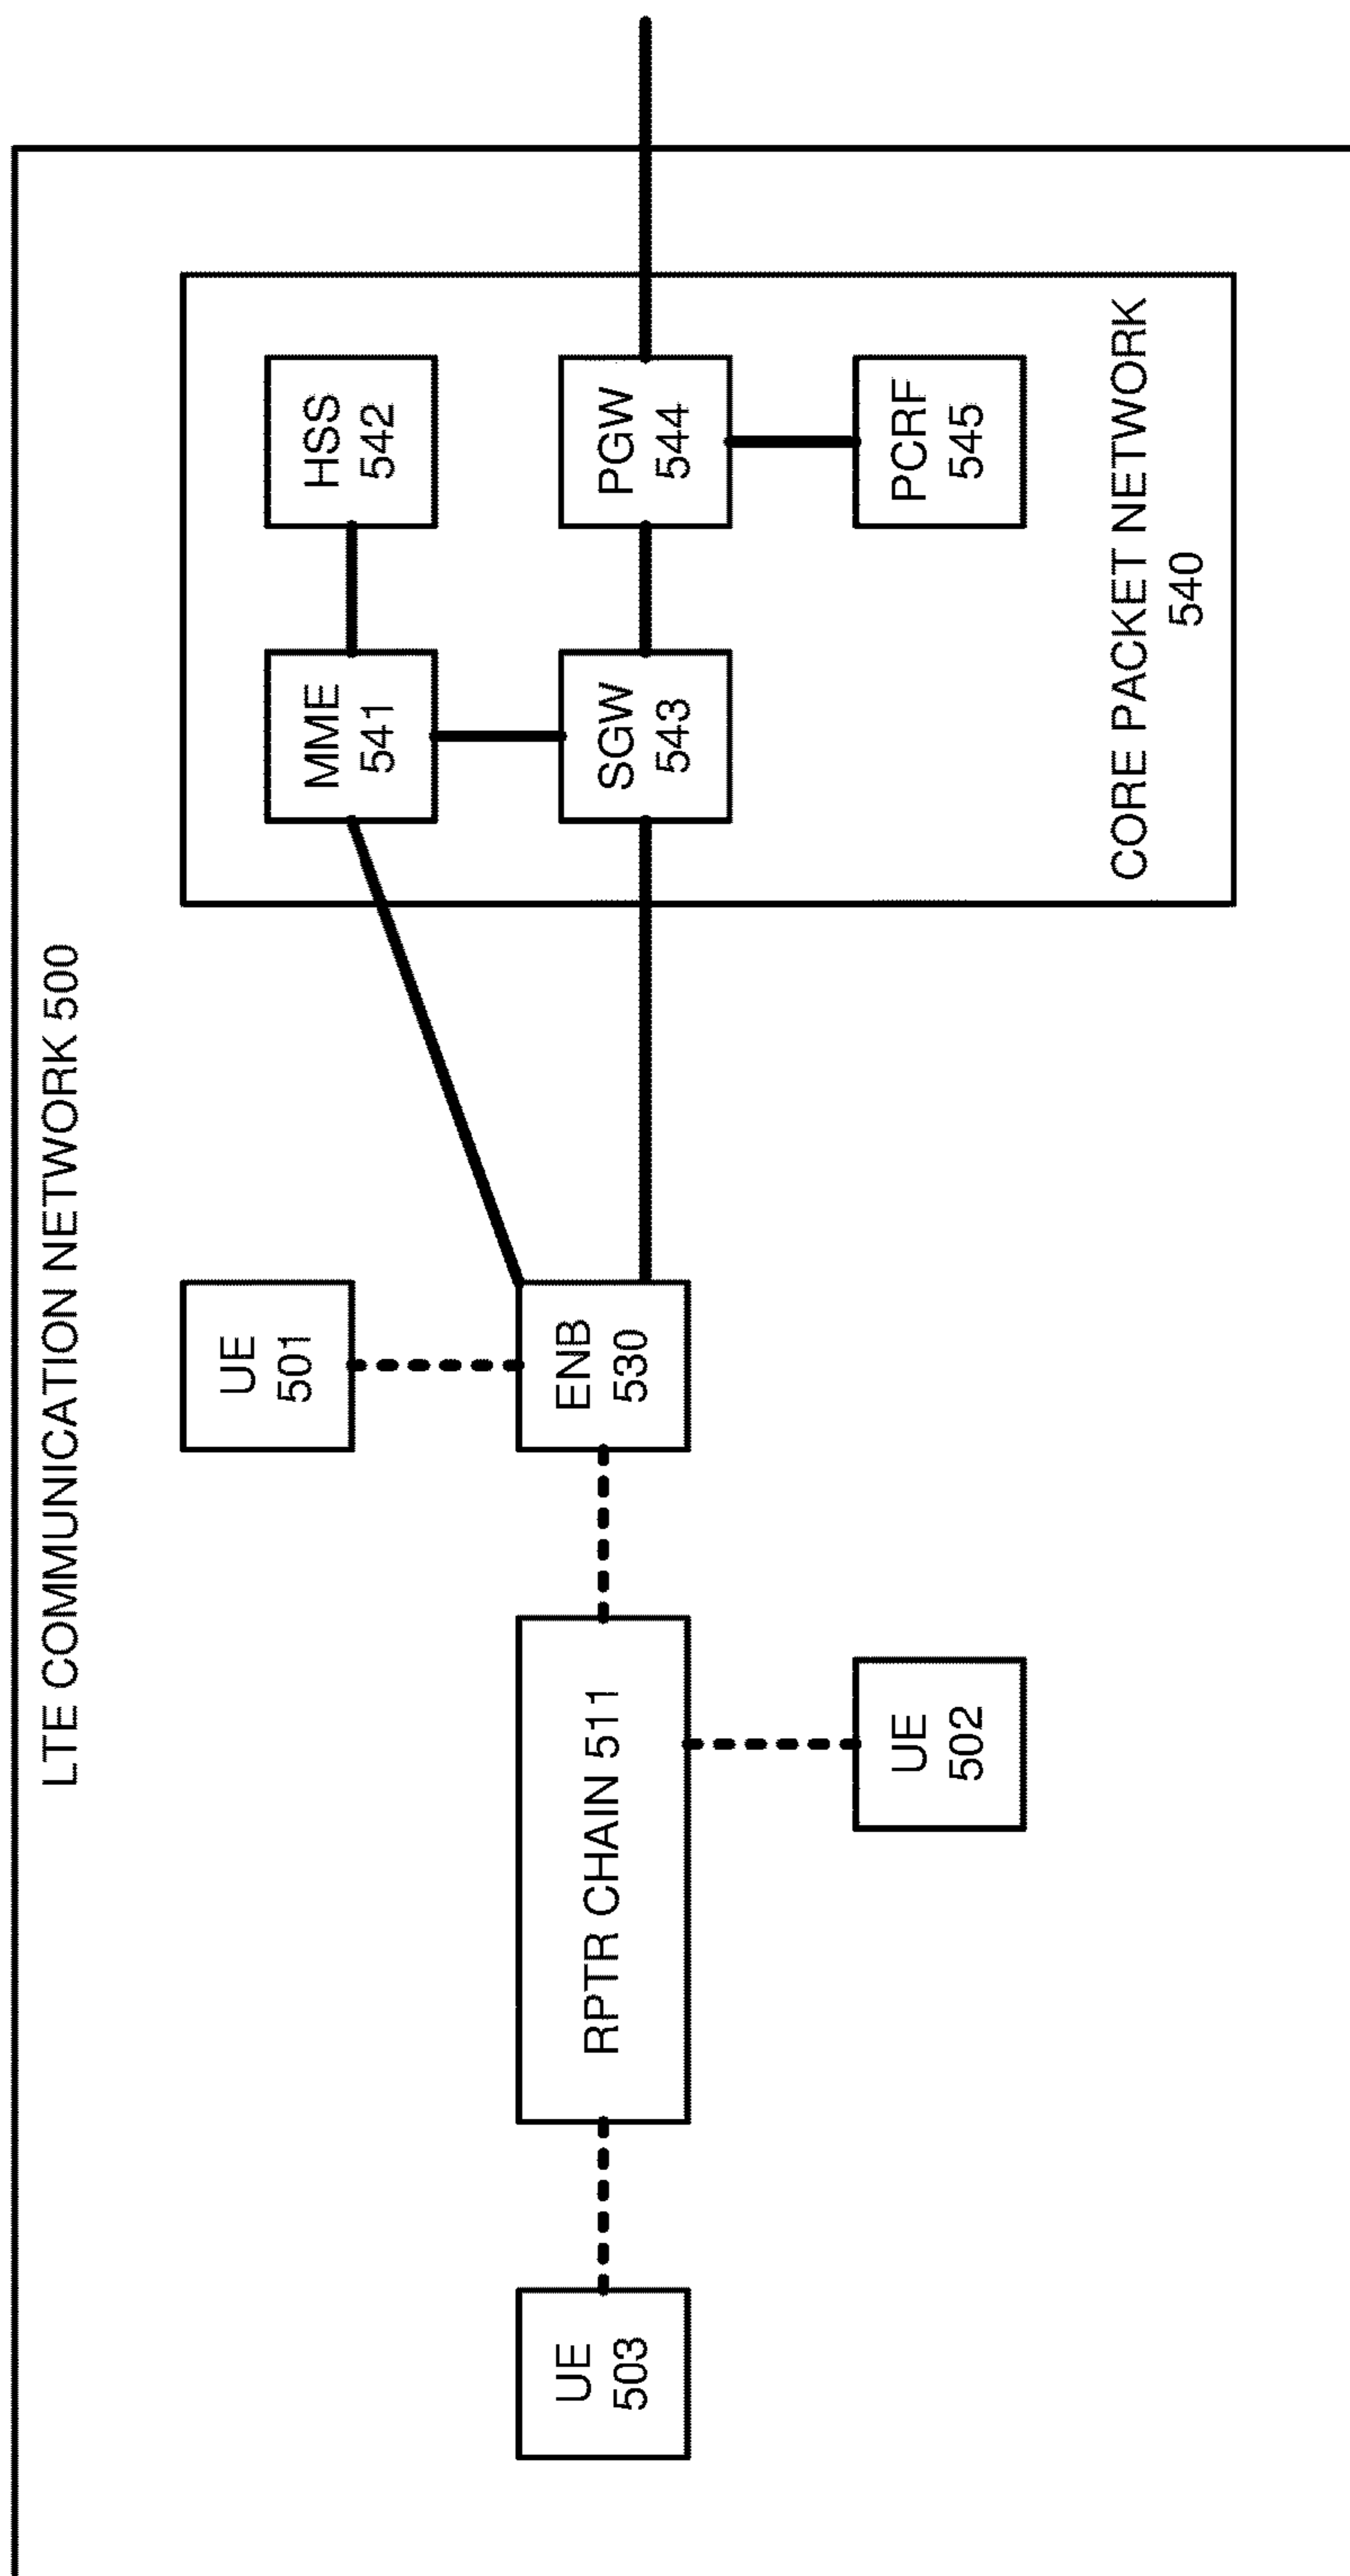 LTE COMMUNICATION NETWORK 500
UE
501
MME
541
HSS
542
UE
503
RPTR CHAIN 511
ENB
530
SGW
543
PGW
544
UE
502
PCRF
545
CORE PACKET NETWORK
540